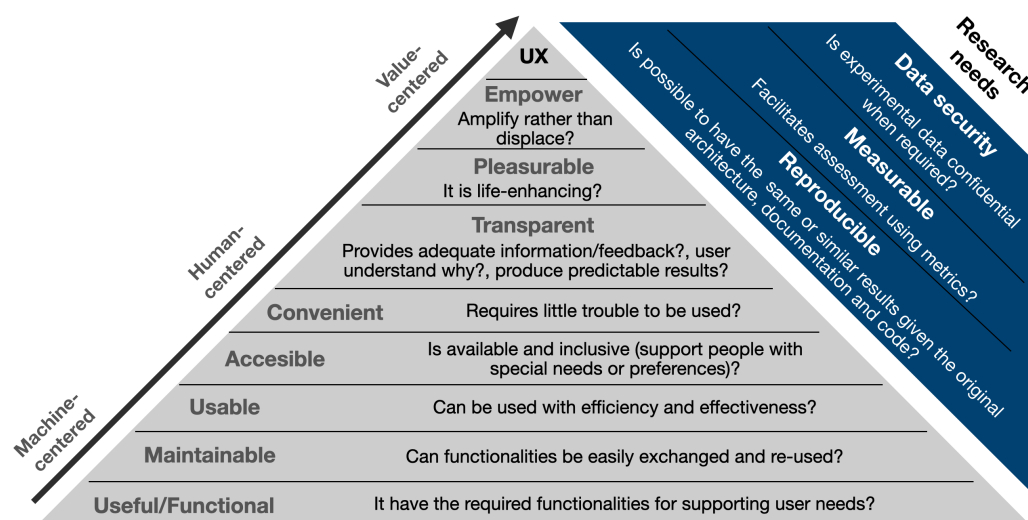 UX
Empower
Amplify rather than
displace?
Pleasurable
It is life-enhancing?
Transparent
Provides adequate information/feedback?, user
understand why?, produce predictable results?
Convenient
Requires little trouble to be used?
Accesible
Is available and inclusive (support people with
special needs or preferences)?
Usable
Can be used with efficiency and effectiveness?
Maintainable
Can functionalities be easily exchanged and re-used?
Useful/Functional
It have the required functionalities for supporting user needs?
Value-
centered
Human-
centered
Machine-
centered
Research
needs
Data security
Is experimental data confidential
when required?
Measurable
Facilitates assessment using metrics?
Reproducible
Is possible to have the same or similar results given the original
architecture, documentation and code?